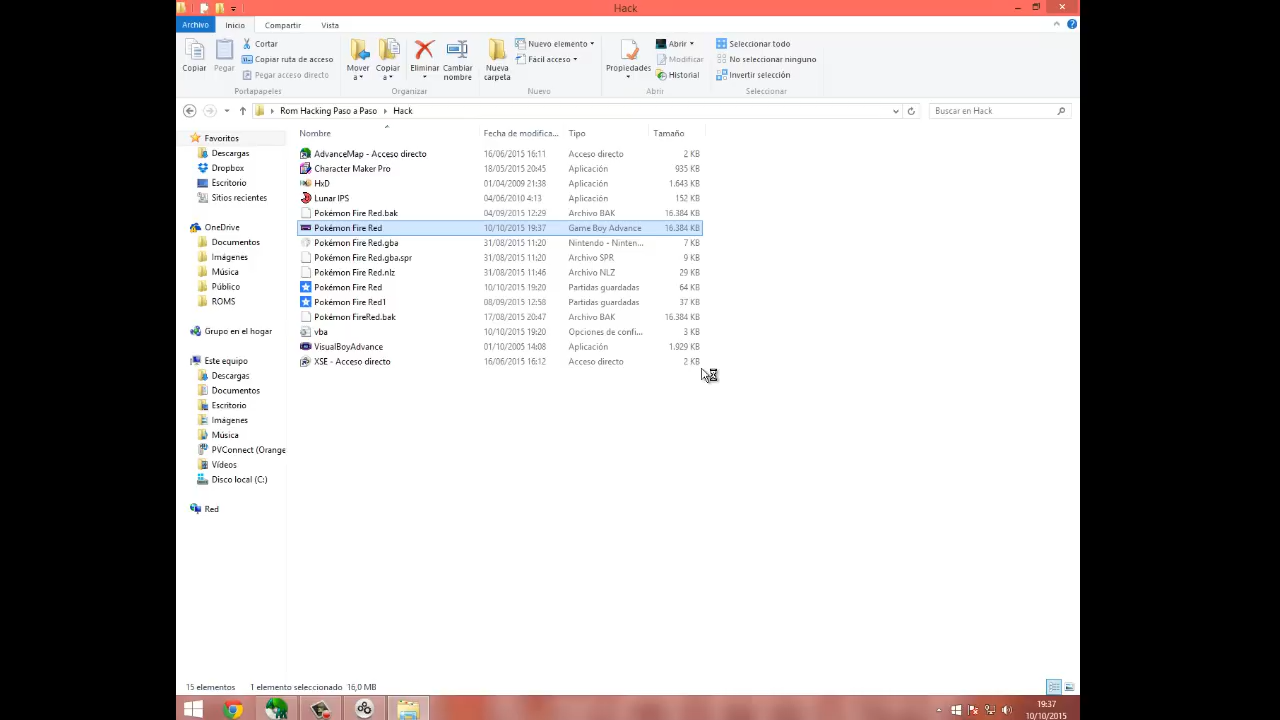 Hack
Archivo Inicio Compartir Vista
Copiar
Pegar
Cortar
Copiar ruta de acceso
Pegar acceso directo
Portapapeles
Mover a
Copiar a
Eliminar
Cambiar nombre
Organizar
Nueva carpeta
Nuevo elemento
Fácil acceso
Nuevo
Propiedades
Abrir
Modificar
Historial
Abrir
Seleccionar todo
No seleccionar ninguno
Invertir selección
Seleccionar
Rom Hacking Paso a Paso Hack
Buscar en Hack
Favoritos
Descargas
Dropbox
Escritorio
Sitios recientes
OneDrive
Documentos
Imágenes
Música
Público
ROMS
Grupo en el hogar
Este equipo
Descargas
Documentos
Escritorio
Imágenes
Música
PVConnect (Orange
Vídeos
Disco local (C:)
Red
Nombre Fecha de modifica... Tipo Tamaño
AdvanceMap - Acceso directo 16/06/2015 16:11 Acceso directo 2 KB
Character Maker Pro 18/05/2015 20:45 Aplicación 935 KB
HxD 01/04/2009 21:38 Aplicación 1.643 KB
Lunar IPS 04/06/2010 4:13 Aplicación 152 KB
Pokémon Fire Red.bak 04/09/2015 12:29 Archivo BAK 16.384 KB
Pokémon Fire Red 10/10/2015 19:37 Game Boy Advance 16.384 KB
Pokémon Fire Red.gba 31/08/2015 11:20 Nintendo - Ninten... 7 KB
Pokémon Fire Red.gba.spr 31/08/2015 11:20 Archivo SPR 9 KB
Pokémon Fire Red.nlz 31/08/2015 11:46 Archivo NLZ 29 KB
Pokémon Fire Red 10/10/2015 19:20 Partidas guardadas 64 KB
Pokémon Fire Red1 08/09/2015 12:58 Partidas guardadas 37 KB
Pokémon FireRed.bak 17/08/2015 20:47 Archivo BAK 16.384 KB
vba 10/10/2015 19:20 Opciones de confi... 3 KB
VisualBoyAdvance 01/10/2005 14:08 Aplicación 1.929 KB
XSE - Acceso directo 16/06/2015 16:12 Acceso directo 2 KB
15 elementos 1 elemento seleccionado 16,0 MB
19:37
10/10/2015